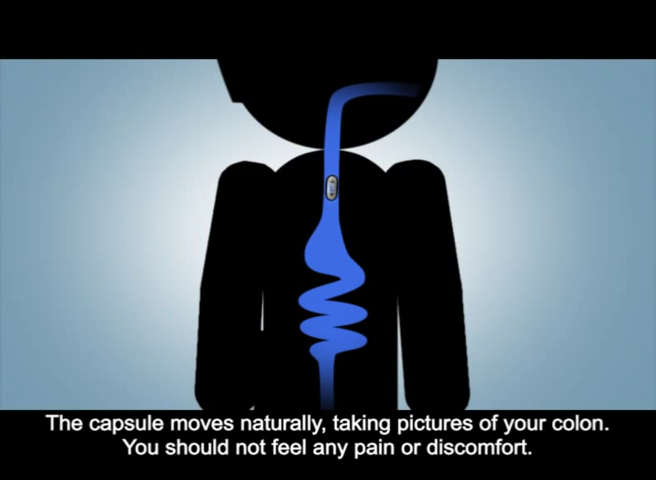 The capsule moves naturally, taking pictures of your colon.
You should not feel any pain or discomfort.